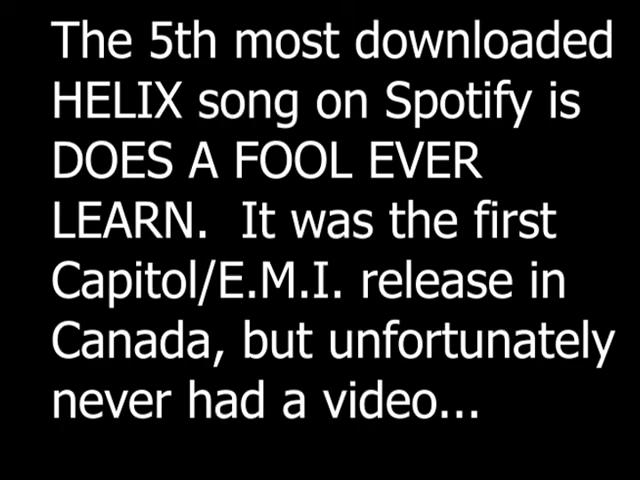 The 5th most downloaded
HELIX song on Spotify is
DOES A FOOL EVER
LEARN.  It was the first
Capitol/E.M.I. release in
Canada, but unfortunately
never had a video...